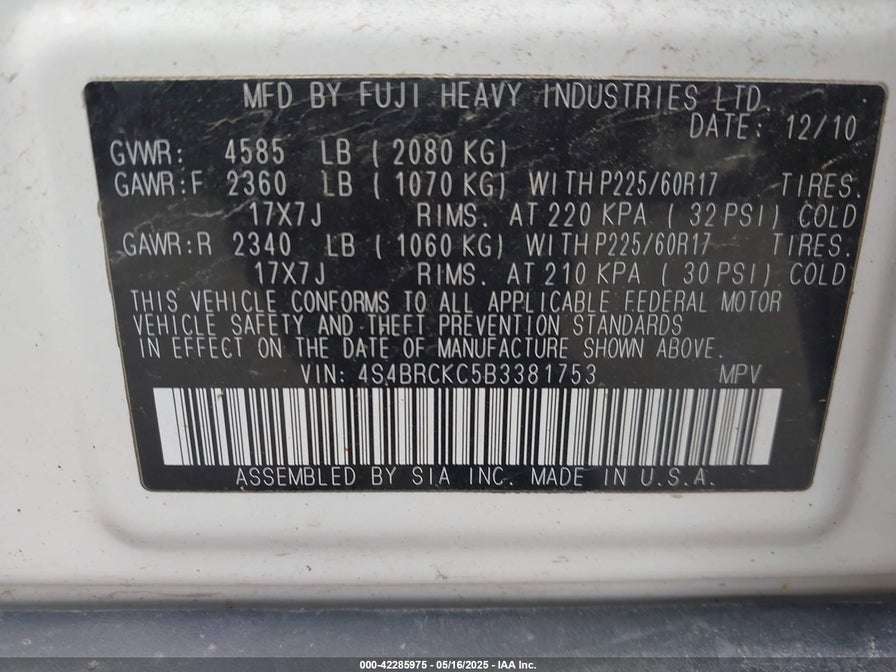 MFD BY FUJI HEAVY INDUSTRIES LTD.
DATE: 12/10
GVWR: 4585 LB ( 2080 KG)
GAWR:F 2360 LB ( 1070 KG) WITH P225/60R17 TIRES.
17X7J RIMS. AT 220 KPA ( 32 PSI) COLD
GAWR:R 2340 LB ( 1060 KG) WITH P225/60R17 TIRES.
17X7J RIMS. AT 210 KPA ( 30 PSI) COLD
THIS VEHICLE CONFORMS TO ALL APPLICABLE FEDERAL MOTOR
VEHICLE SAFETY AND THEFT PREVENTION STANDARDS
IN EFFECT ON THE DATE OF MANUFACTURE SHOWN ABOVE.
VIN: 4S4BRCKC5B3381753 MPV
ASSEMBLED BY SIA INC. MADE IN U.S.A.
000-42285975 - 05/16/2025 - IAA Inc.